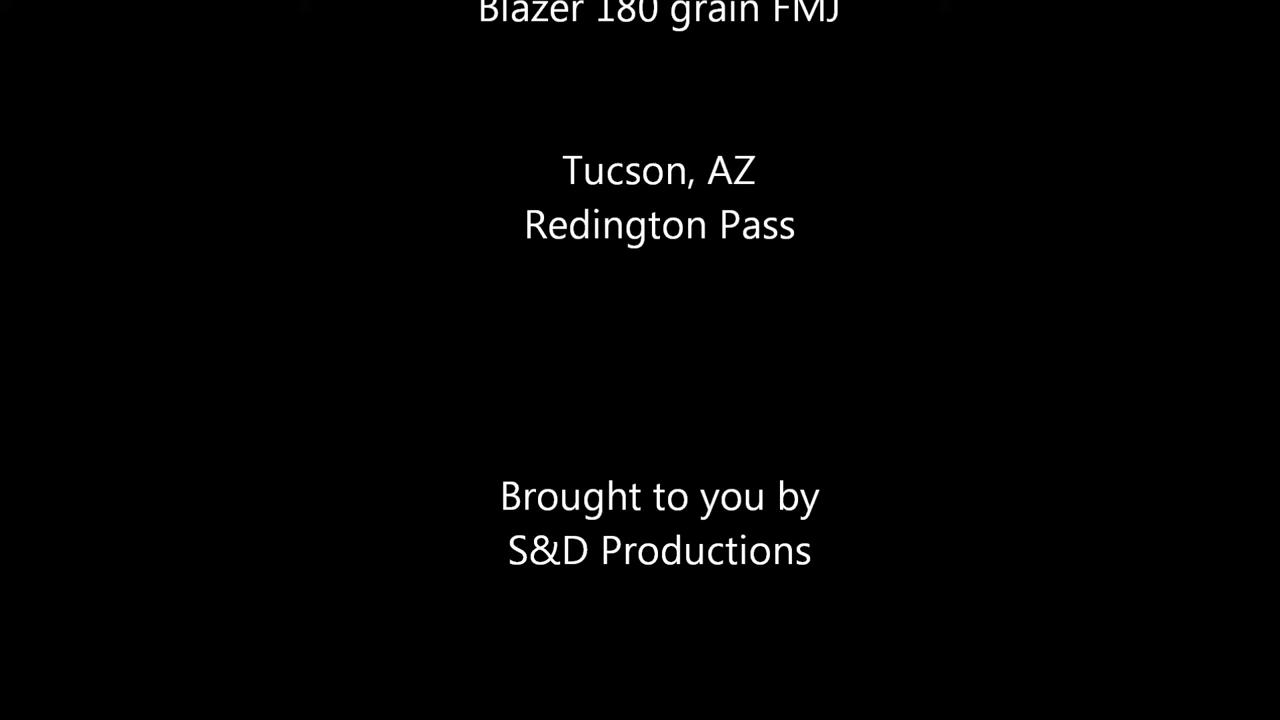 Blazer 180 grain FMJ
Tucson, AZ
Redington Pass
Brought to you by
S&D Productions